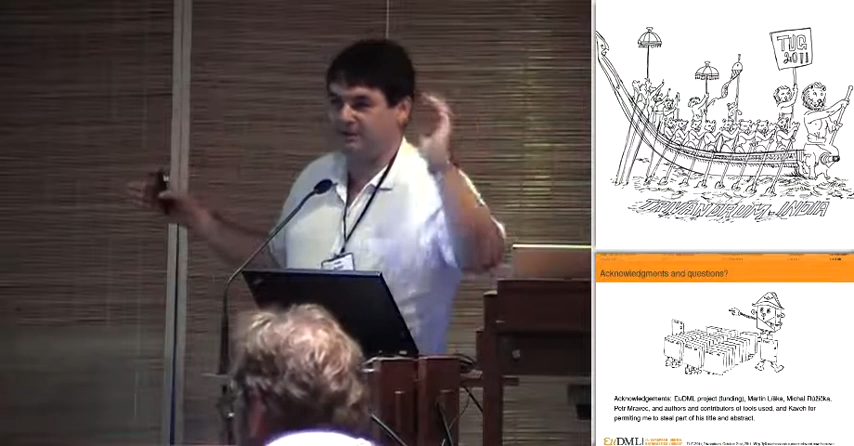 TUG
2011
TRIVANDRUM - INDIA
Acknowledgments and questions?
Acknowledgements: EuDML project (funding), Martin Líška, Michal Růžička,
Petr Mravec, and authors and contributors of tools used, and Kaveh for
permiting me to steal part of his title and abstract.
EuDML